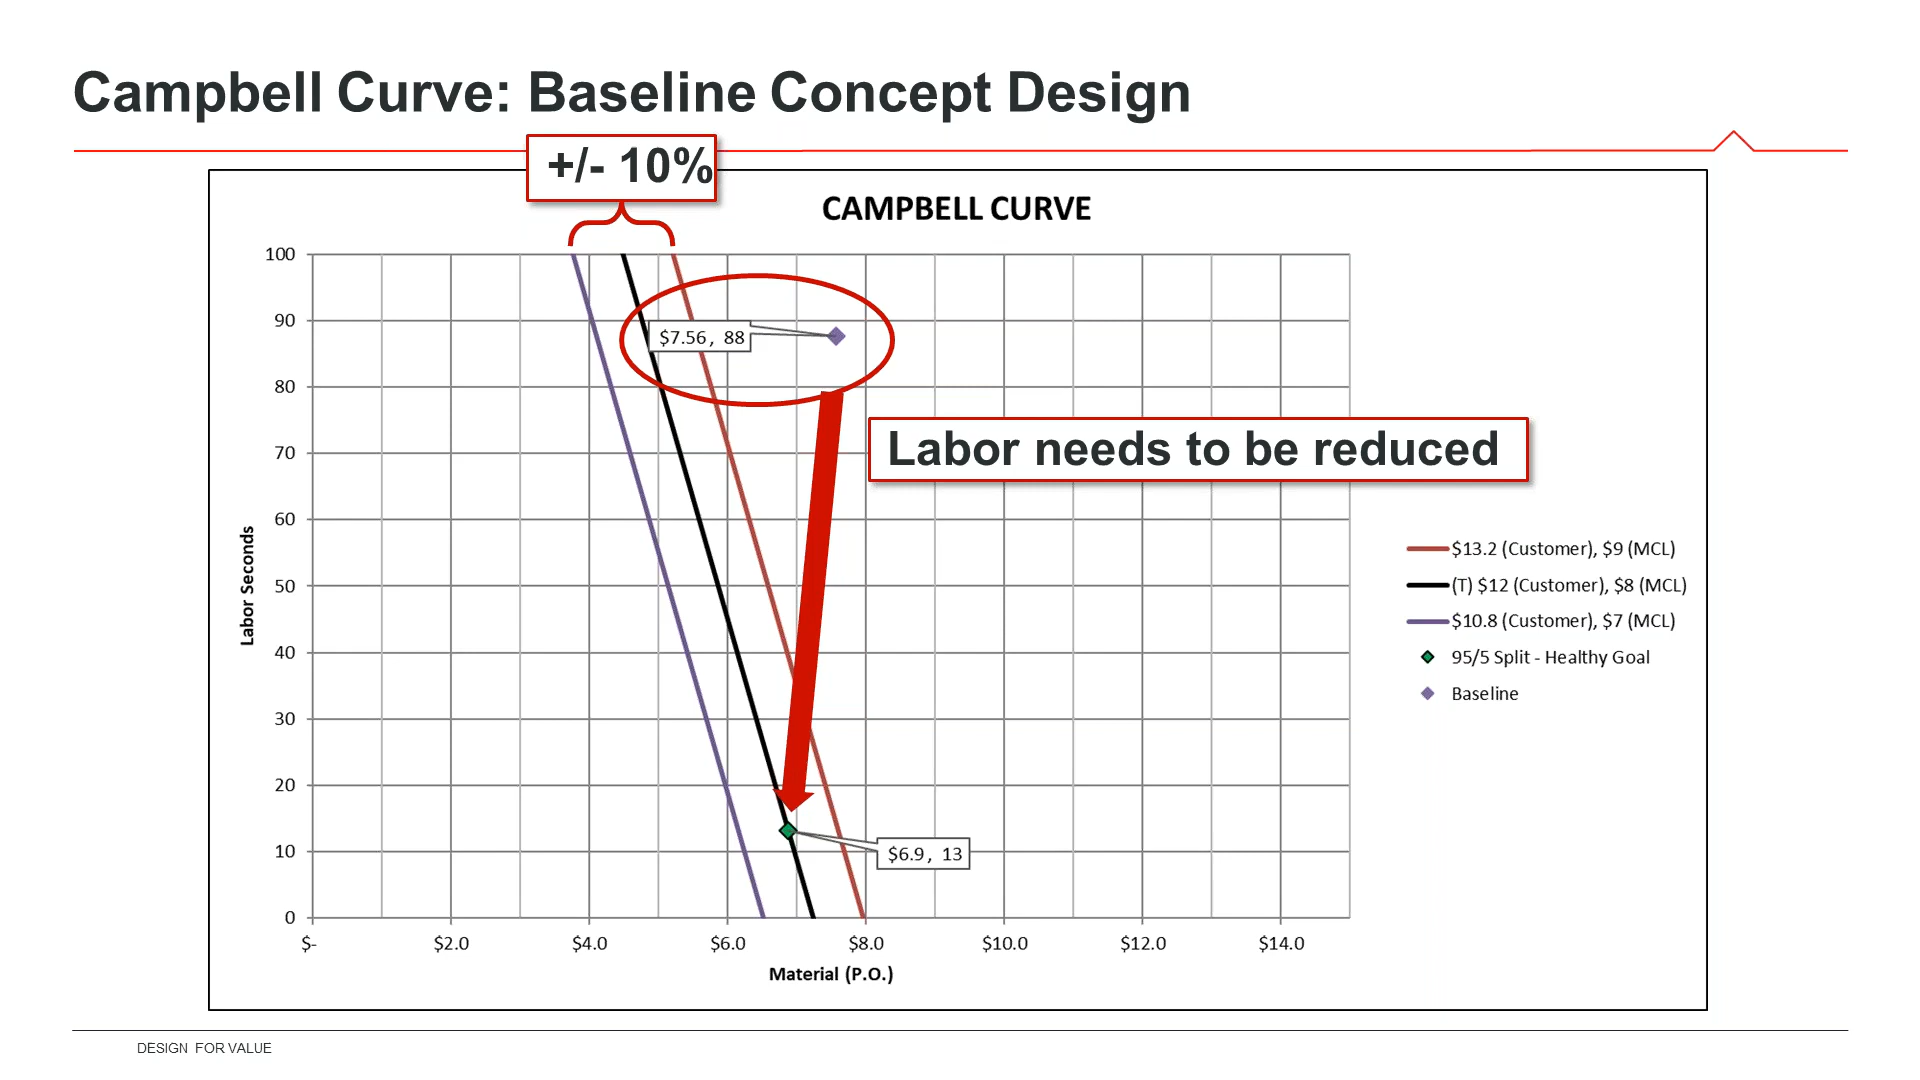 Campbell Curve: Baseline Concept Design
+/- 10%
CAMPBELL CURVE
100
90
80
70
60
50
40
30
20
10
0
Labor Seconds
$7.56 , 88
Labor needs to be reduced
$6.9 , 13
$13.2 (Customer), $9 (MCL)
(T) $12 (Customer), $8 (MCL)
$10.8 (Customer), $7 (MCL)
95/5 Split - Healthy Goal
Baseline
$- $2.0 $4.0 $6.0 $8.0 $10.0 $12.0 $14.0
Material (P.O.)
DESIGN FOR VALUE